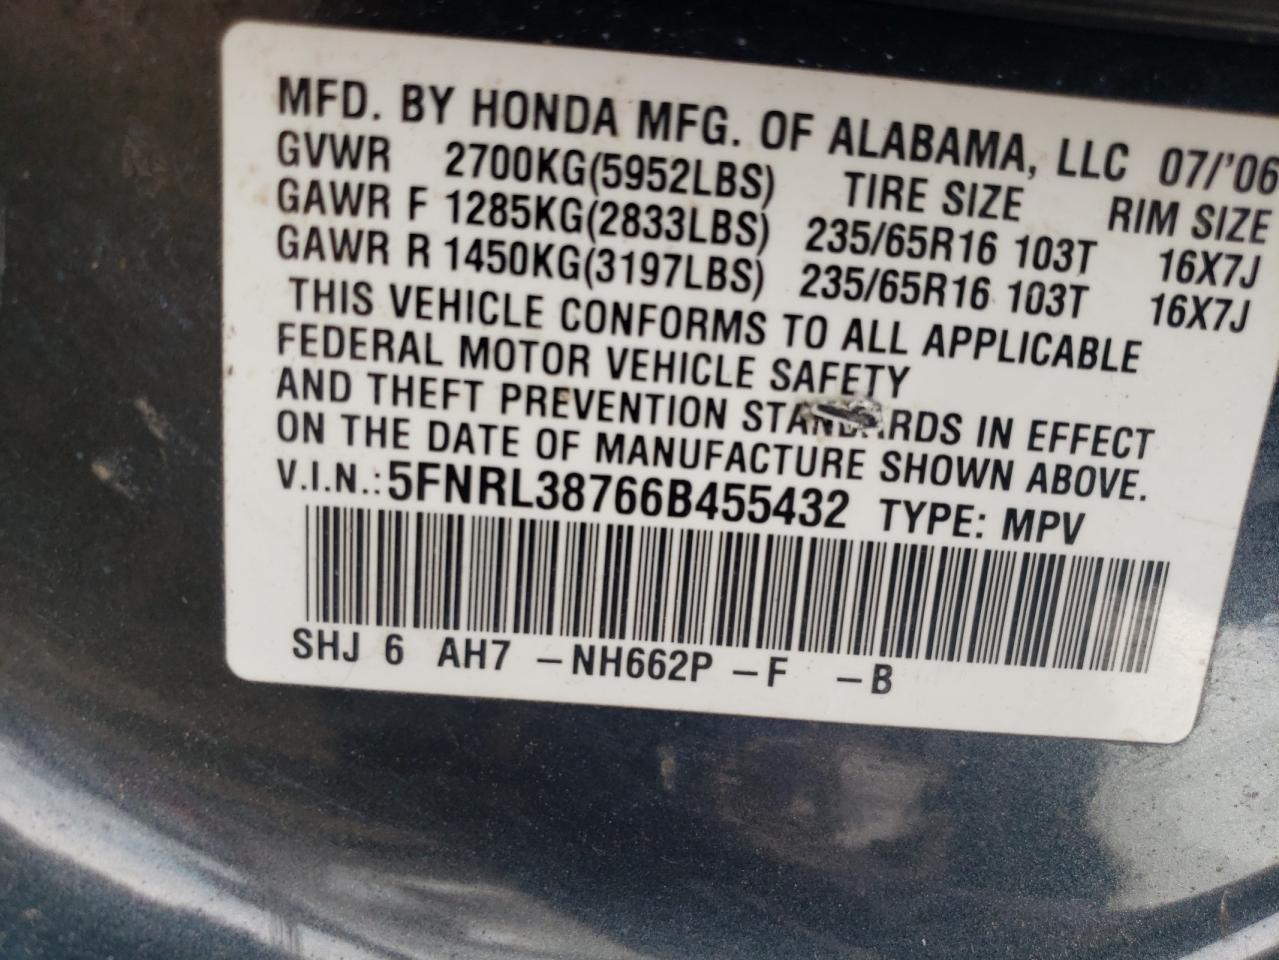 MFD. BY HONDA MFG. OF ALABAMA, LLC 07/'06
GVWR 2700KG(5952LBS) TIRE SIZE RIM SIZE
GAWR F 1285KG(2833LBS) 235/65R16 103T 16X7J
GAWR R 1450KG(3197LBS) 235/65R16 103T 16X7J
THIS VEHICLE CONFORMS TO ALL APPLICABLE
FEDERAL MOTOR VEHICLE SAFETY
AND THEFT PREVENTION STANDARDS IN EFFECT
ON THE DATE OF MANUFACTURE SHOWN ABOVE.
V.I.N.: 5FNRL38766B455432 TYPE: MPV
SHJ 6 AH7 -NH662P -F -B